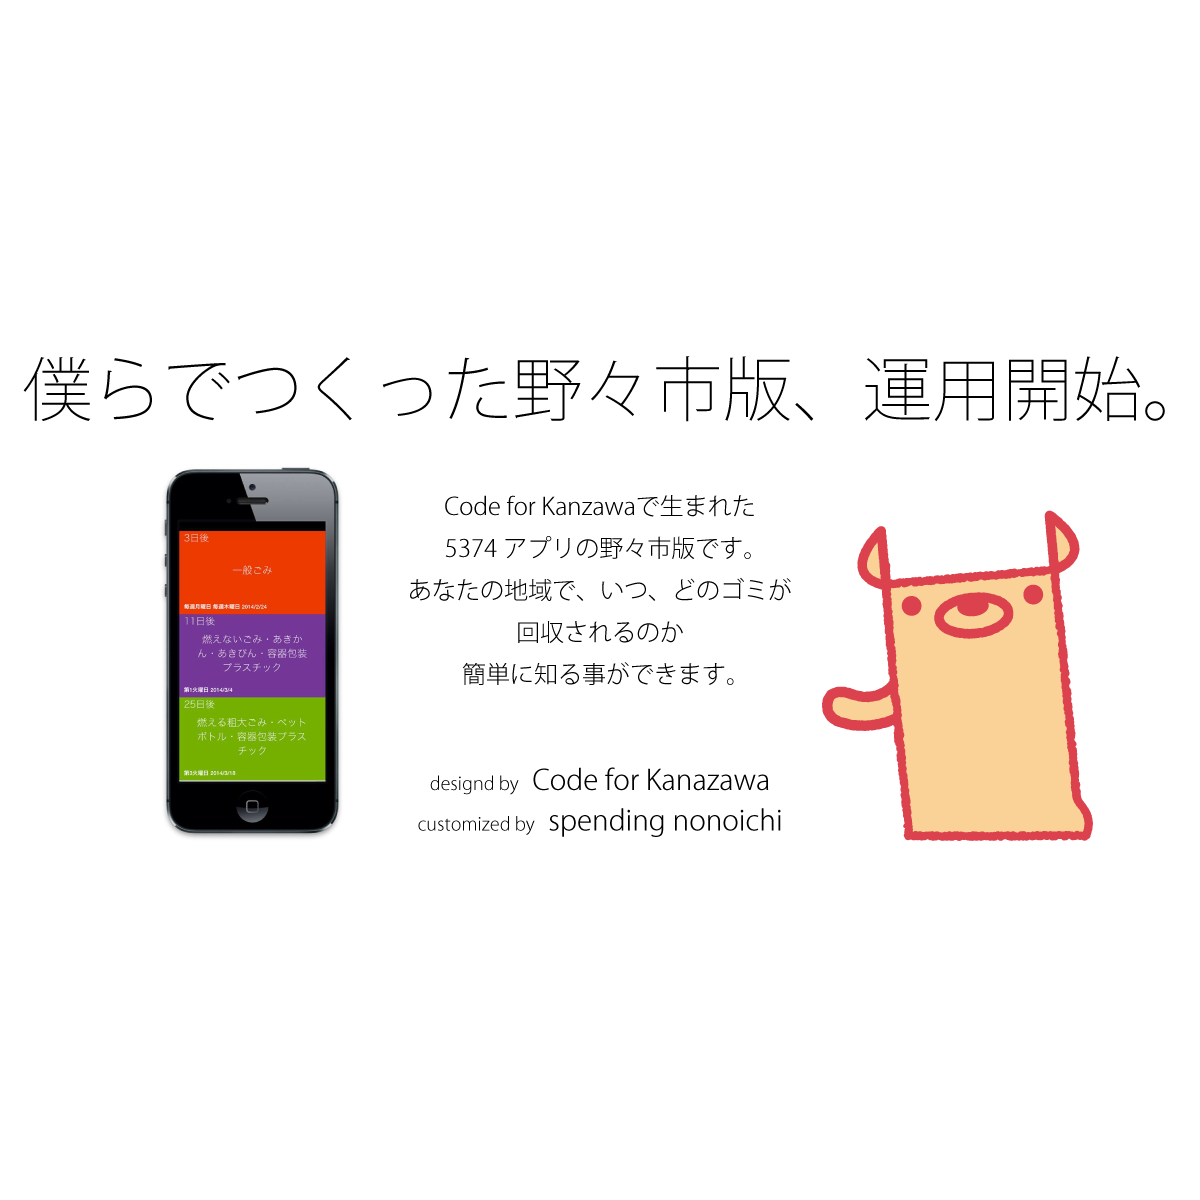 僕らでつくった野々市版、運用開始。
3日後
一般ごみ
毎週月曜日 毎週木曜日 2014/2/24
11日後
燃えないごみ・あきか
ん・あきびん・容器包装
プラスチック
第1火曜日 2014/3/4
25日後
燃える粗大ごみ・ペット
ボトル・容器包装プラス
チック
第3火曜日 2014/3/18
Code for Kanzawaで生まれた
5374 アプリの野々市版です。
あなたの地域で、いつ、どのゴミが
回収されるのか
簡単に知る事ができます。
designd by Code for Kanazawa
customized by spending nonoichi